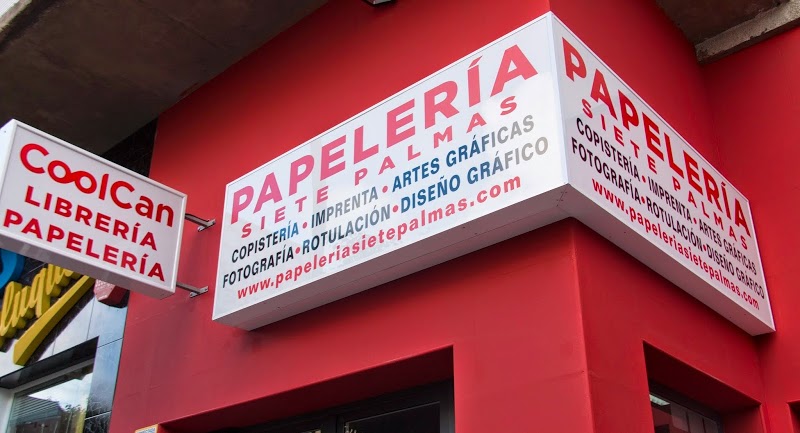 CoolCan
LIBRERÍA
PAPELERÍA
PAPELERÍA
SIETE PALMAS
COPISTERÍA • IMPRENTA • ARTES GRÁFICAS
FOTOGRAFÍA • ROTULACIÓN • DISEÑO GRÁFICO
www.papeleriasietepalmas.com
PAPELERÍA
SIETE PALMAS
COPISTERÍA • IMPRENTA • ARTES GRÁFICAS
FOTOGRAFÍA • ROTULACIÓN • DISEÑO GRÁFICO
www.papeleriasietepalmas.com